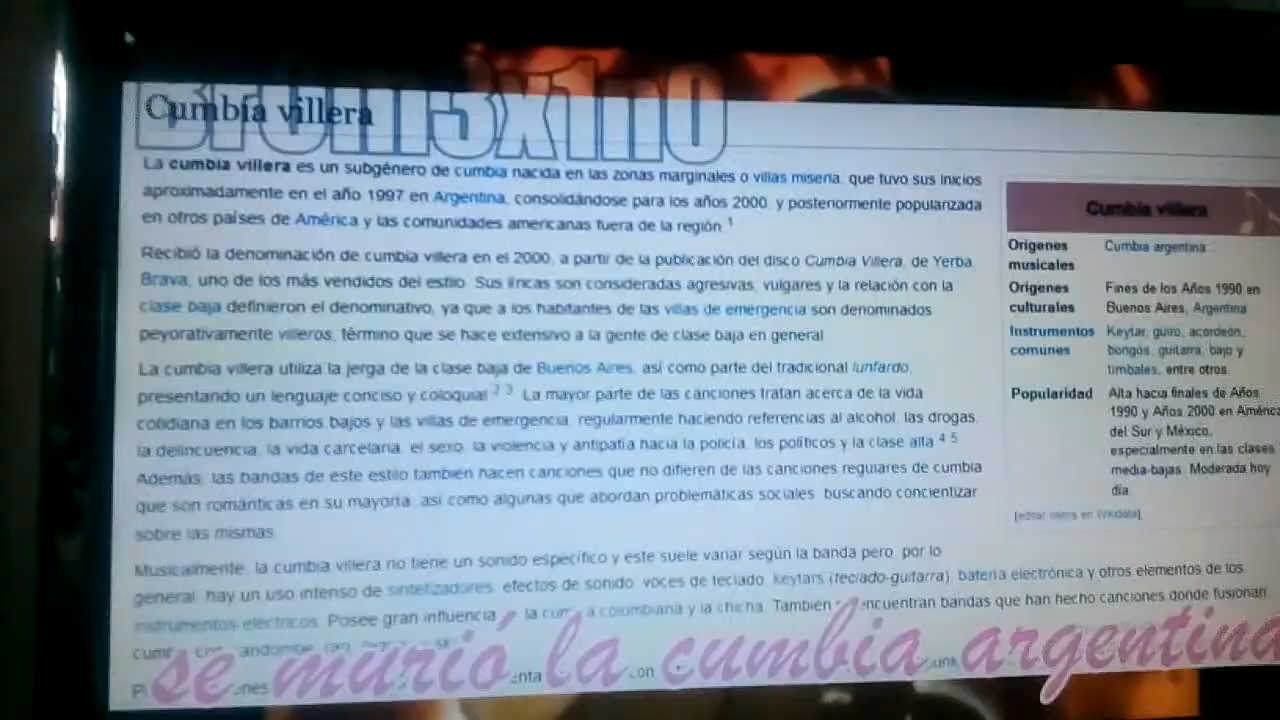 Brun3x1n0
Cumbia villera
La cumbia villera es un subgénero de cumbia nacida en las zonas marginales o villas miseria, que tuvo sus inicios
aproximadamente en el año 1997 en Argentina, consolidándose para los años 2000, y posteriormente popularizada
en otros países de América y las comunidades americanas fuera de la región.1
Recibió la denominación de cumbia villera en el 2000, a partir de la publicación del disco Cumbia Villera, de Yerba
Brava, uno de los más vendidos del estilo. Sus líricas son consideradas agresivas, vulgares y la relación con la
clase baja definieron el denominativo, ya que a los habitantes de las villas de emergencia son denominados
peyorativamente villeros, término que se hace extensivo a la gente de clase baja en general.
La cumbia villera utiliza la jerga de la clase baja de Buenos Aires, así como parte del tradicional lunfardo,
presentando un lenguaje conciso y coloquial.2 3 La mayor parte de las canciones tratan acerca de la vida
cotidiana en los barrios bajos y las villas de emergencia, regularmente haciendo referencias al alcohol, las drogas,
la delincuencia, la vida carcelaria, el sexo, la violencia y antipatía hacia la policía, los políticos y la clase alta.4 5
Además, las bandas de este estilo también hacen canciones que no difieren de las canciones regulares de cumbia
que son románticas en su mayoría, así como algunas que abordan problemáticas sociales, buscando concientizar
sobre las mismas.
Musicalmente, la cumbia villera no tiene un sonido específico y este suele variar según la banda pero, por lo
general, hay un uso intenso de sintetizadores, efectos de sonido, voces de teclado, keytars (teclado-guitarra), batería electrónica y otros elementos de los
instrumentos eléctricos. Posee gran influencia la colombiana y la chicha. También encuentran bandas que han hecho canciones donde fusionan
se murió la cumbia argentina
Cumbia villera
Orígenes musicales Cumbia argentina
Orígenes culturales Fines de los Años 1990 en
Buenos Aires, Argentina
Instrumentos comunes Keytar, güiro, acordeón,
bongós, guitarra, bajo y
timbales, entre otros.
Popularidad Alta hacia finales de Años
1990 y Años 2000 en América
del Sur y México,
especialmente en las clases
media-bajas. Moderada hoy
día.
[editar datos en Wikidata]